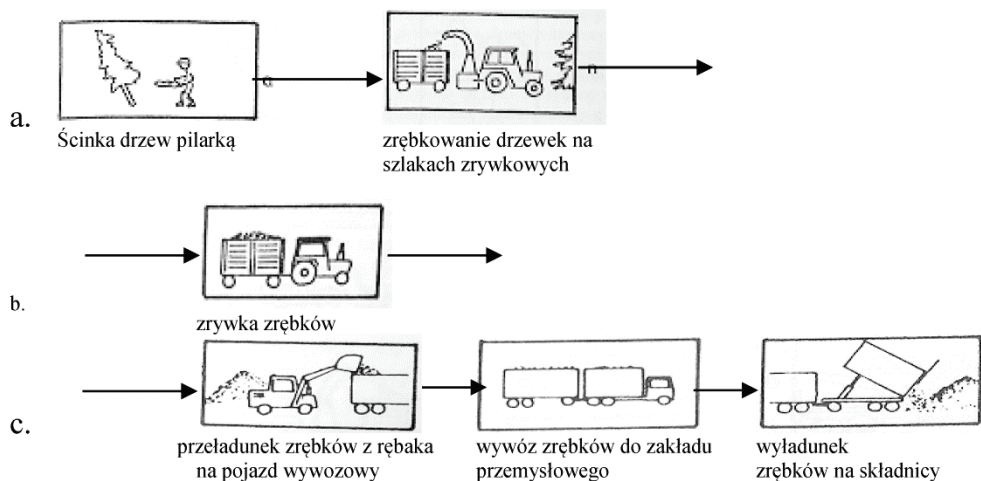 a.
Ścinka drzew pilarką
zrębkowanie drzewek na
szlakach zrywkowych
b.
zrywka zrębków
c.
przeładunek zrębków z rębaka
na pojazd wywozowy
wywóz zrębków do zakładu
przemysłowego
wyładunek
zrębków na składnicy